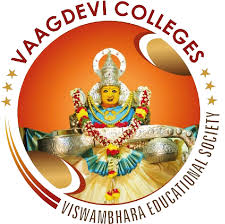 VAAGDEVI COLLEGES
VISWAMBHARA EDUCATIONAL SOCIETY